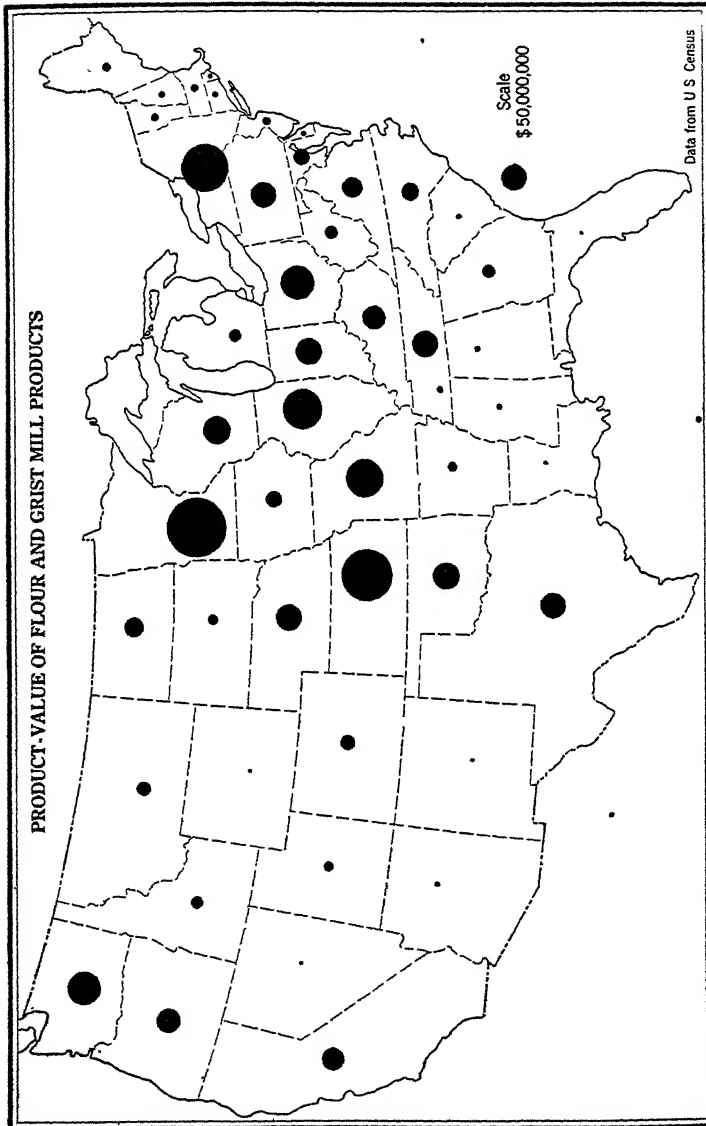 PRODUCT-VALUE OF FLOUR AND GRIST MILL PRODUCTS
Scale
$ 50,000,000
Data from U S Census